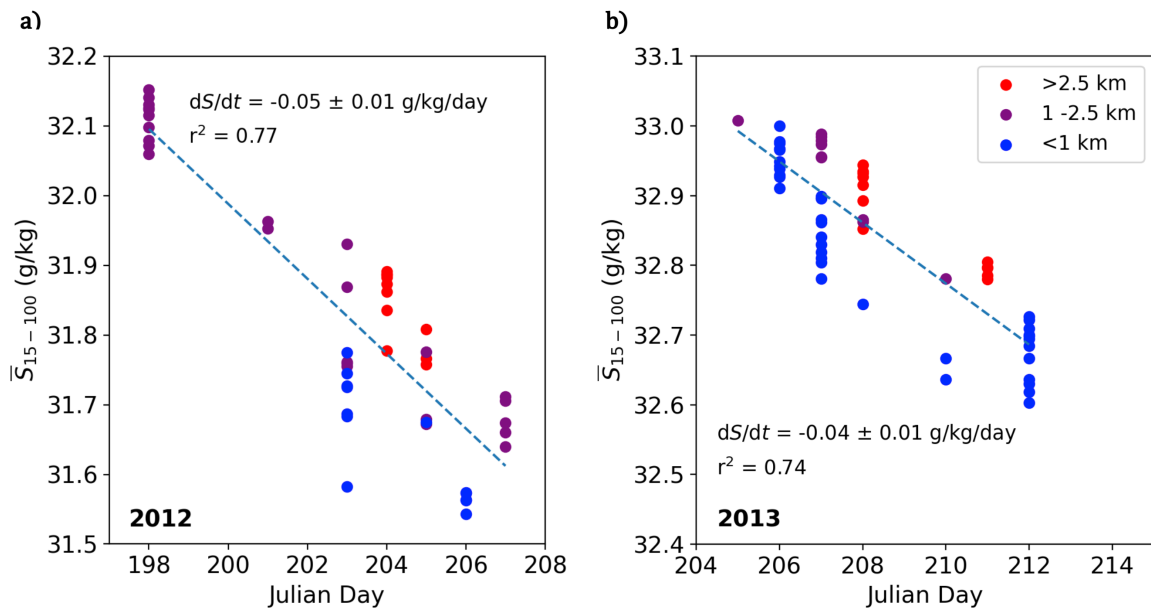 a)
32.2
32.1
32.0
31.9
31.8
31.7
31.6
31.5
S̅15 − 100 (g/kg)
dS/dt = -0.05 ± 0.01 g/kg/day
r² = 0.77
2012
198 200 202 204 206 208
Julian Day
b)
33.1
33.0
32.9
32.8
32.7
32.6
32.5
32.4
S̅15 − 100 (g/kg)
>2.5 km
1 -2.5 km
<1 km
dS/dt = -0.04 ± 0.01 g/kg/day
r² = 0.74
2013
204 206 208 210 212 214
Julian Day